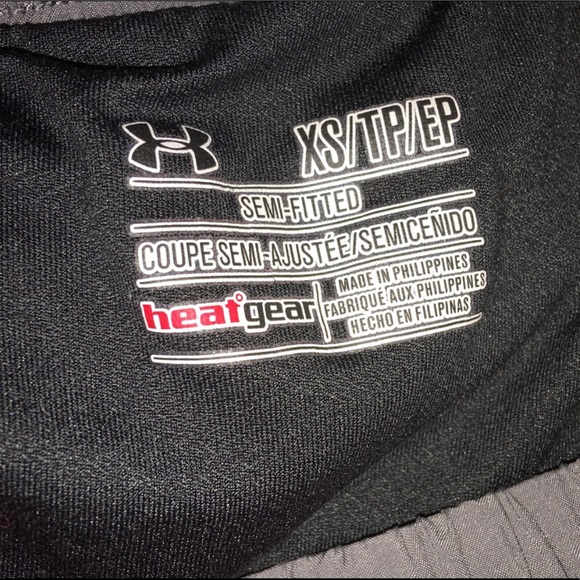 XS/TP/EP
SEMI-FITTED
COUPE SEMI-AJUSTÉE/SEMICEÑIDO
heatgear
MADE IN PHILIPPINES
FABRIQUÉ AUX PHILIPPINES
HECHO EN FILIPINAS